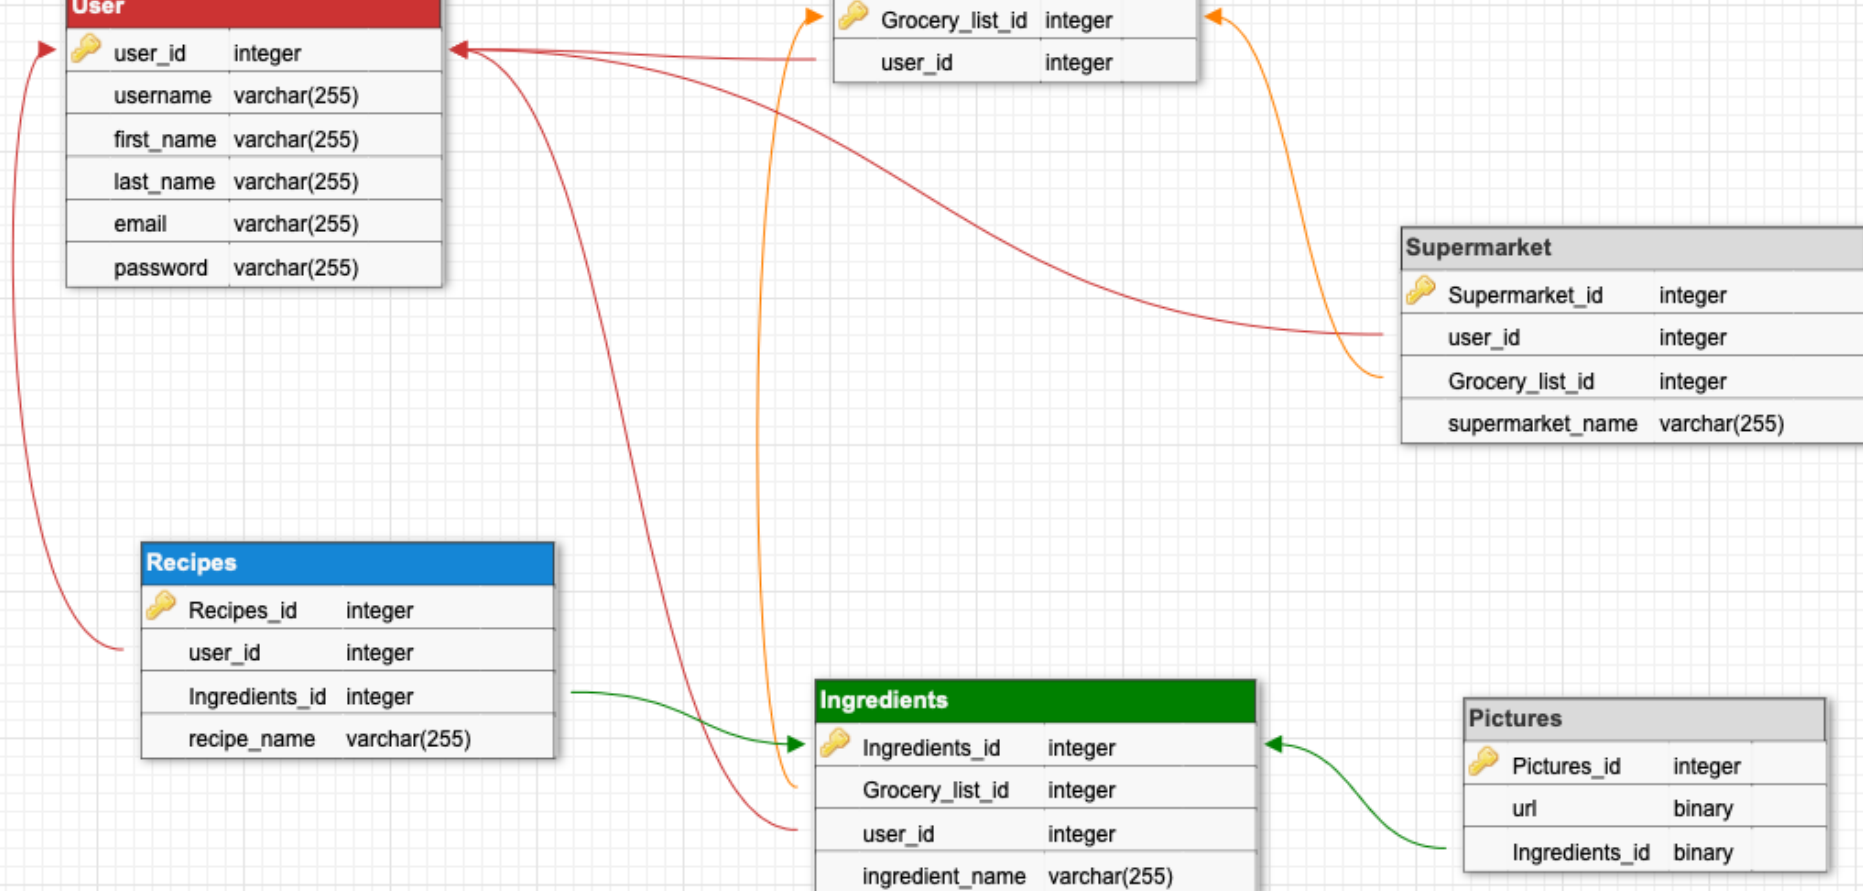 User
user_id integer
username varchar(255)
first_name varchar(255)
last_name varchar(255)
email varchar(255)
password varchar(255)
Grocery_list_id integer
user_id integer
Supermarket
Supermarket_id integer
user_id integer
Grocery_list_id integer
supermarket_name varchar(255)
Recipes
Recipes_id integer
user_id integer
Ingredients_id integer
recipe_name varchar(255)
Ingredients
Ingredients_id integer
Grocery_list_id integer
user_id integer
ingredient_name varchar(255)
Pictures
Pictures_id integer
url binary
Ingredients_id binary